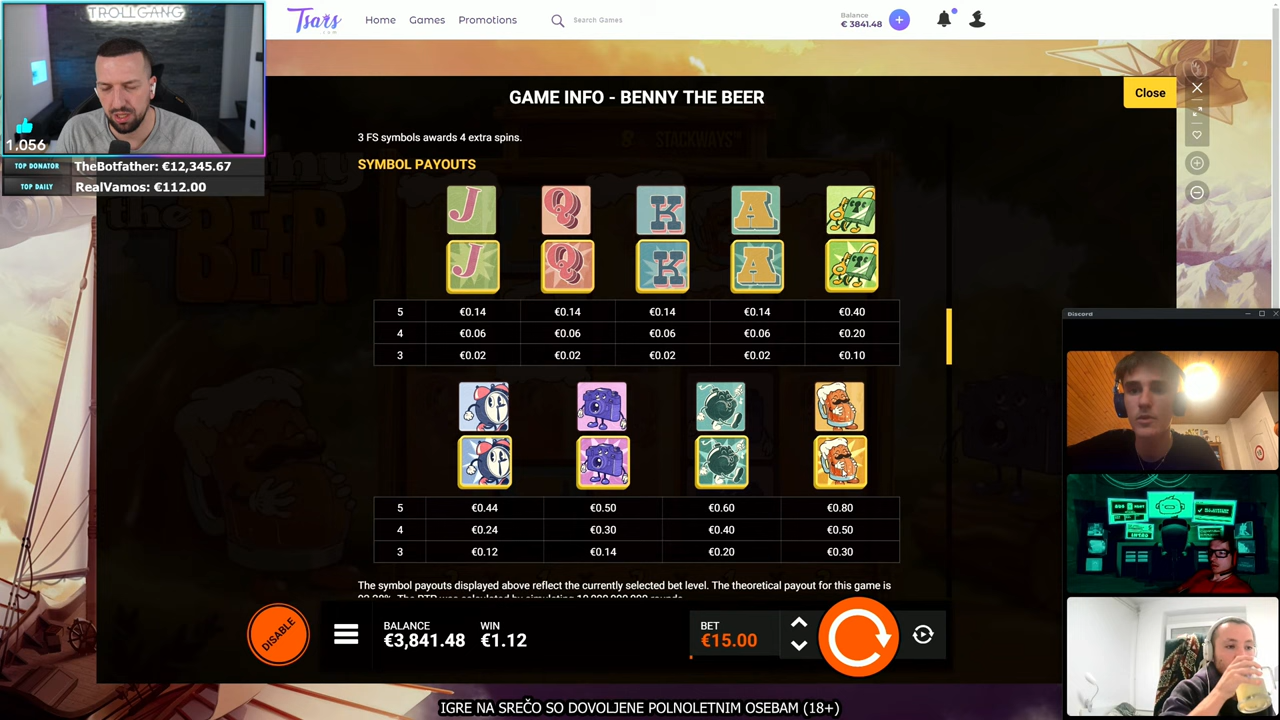 TROLLGANG
1,056
TOP DONATOR TheBotfather: €12,345.67
TOP DAILY RealVamos: €112.00
Tsars
.com
Home Games Promotions Search Games
Balance
€ 3841.48
GAME INFO - BENNY THE BEER
Close
3 FS symbols awards 4 extra spins.
SYMBOL PAYOUTS
J Q K A
J Q K A
5 €0.14 €0.14 €0.14 €0.14 €0.40
4 €0.06 €0.06 €0.06 €0.06 €0.20
3 €0.02 €0.02 €0.02 €0.02 €0.10
5 €0.44 €0.50 €0.60 €0.80
4 €0.24 €0.30 €0.40 €0.50
3 €0.12 €0.14 €0.20 €0.30
The symbol payouts displayed above reflect the currently selected bet level. The theoretical payout for this game is
DISABLE
BALANCE
€3,841.48
WIN
€1.12
BET
€15.00
Discord
IGRE NA SREČO SO DOVOLJENE POLNOLETNIM OSEBAM (18+)